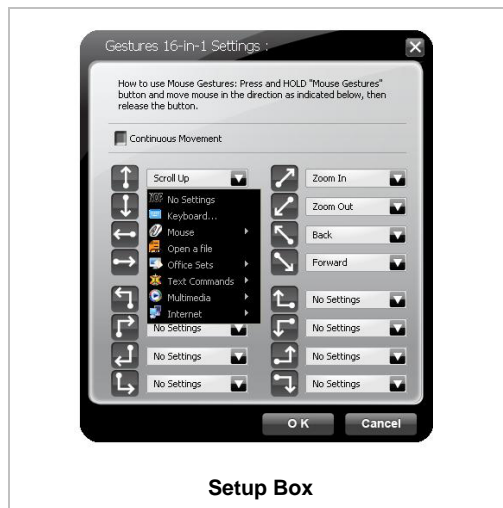 Gestures 16-in-1 Settings :
How to use Mouse Gestures: Press and HOLD "Mouse Gestures"
button and move mouse in the direction as indicated below, then
release the button.
Continuous Movement
Scroll Up
No Settings
Keyboard...
Mouse
Open a file
Office Sets
Text Commands
Multimedia
Internet
No Settings
No Settings
No Settings
Zoom In
Zoom Out
Back
Forward
No Settings
No Settings
No Settings
No Settings
O K
Cancel
Setup Box